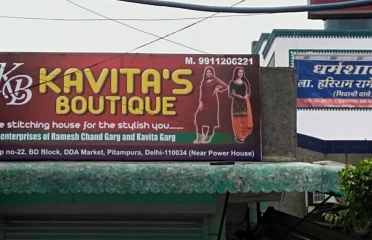 M. 9911206221
KB
KAVITA'S
BOUTIQUE
e stitching house for the stylish you......
enterprises of Ramesh Chand Garg and Kavita Garg
p no-22, BD Block, DDA Market, Pitampura, Delhi-110034 (Near Power House)
धर्मशा
ला. हरिराम